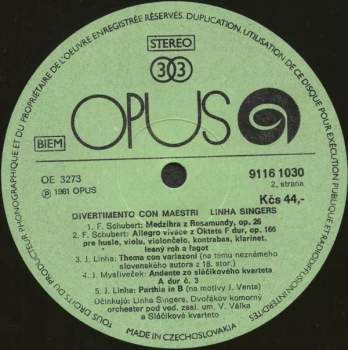 TOUS DROITS DU PRODUCTEUR PHONOGRAPHIQUE ET DU PROPRIETAIRE DE L'OEUVRE ENREGISTRÉE RÉSERVÉS. DUPLICATION, UTILISATION DE CE DISQUE POUR EXÉCUTION PUBLIQUE ET RADIODIFFUSION INTERDITES
STEREO
33
OPUS
BIEM
OE 3273
Ⓟ 1981 OPUS
9116 1030
2. strana
Kčs 44,-
DIVERTIMENTO CON MAESTRI LINHA SINGERS
1. F. Schubert: Medzihra z Rosamundy, op. 26
2. F. Schubert: Allegro vivace z Okteta F dur, op. 166
pre husle, violu, violončelo, kontrabas, klarinet,
lesný roh a fagot
3. J. Linha: Thema con variazoni (na tému neznámeho
slovenského autora z 18. stor.)
4. J. Mysliveček: Andante zo sláčikového kvarteta
A dur č. 3
5. J. Linha: Parthia in B (na motívy J. Venta)
Účinkujú: Linha Singers, Dvořákův komorný
orchester pod ved. zasl. um. V. Válka
a Sláčikové kvarteto
MADE IN CZECHOSLOVAKIA